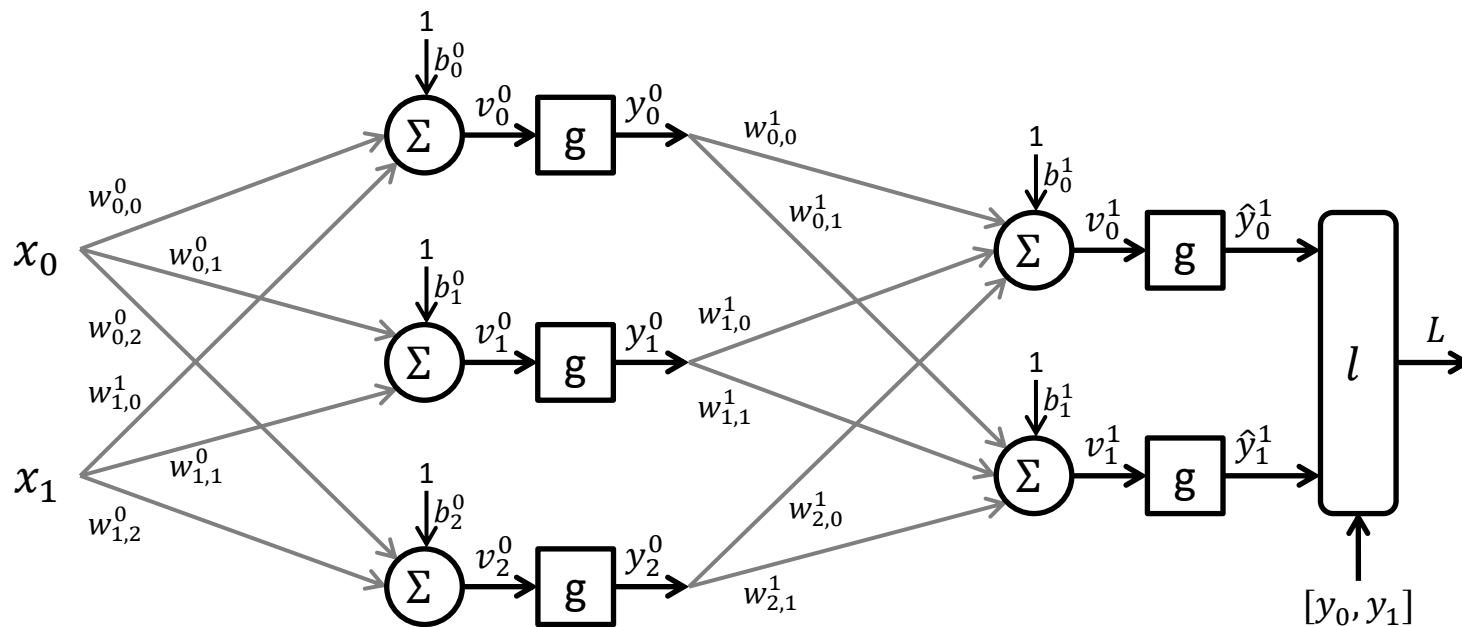 1
b_0^0
Σ
v_0^0
g
y_0^0
w_{0,0}^0
w_{0,0}^1
1
b_0^1
x_0
w_{0,1}^0
w_{0,1}^1
Σ
v_0^1
g
ŷ_0^1
1
b_1^0
w_{0,2}^0
Σ
v_1^0
g
y_1^0
w_{1,0}^1
l
L
w_{1,0}^1
w_{1,1}^1
1
b_1^1
x_1
w_{1,1}^0
Σ
v_1^1
g
ŷ_1^1
1
b_2^0
w_{1,2}^0
w_{2,0}^1
Σ
v_2^0
g
y_2^0
w_{2,1}^1
[y_0, y_1]